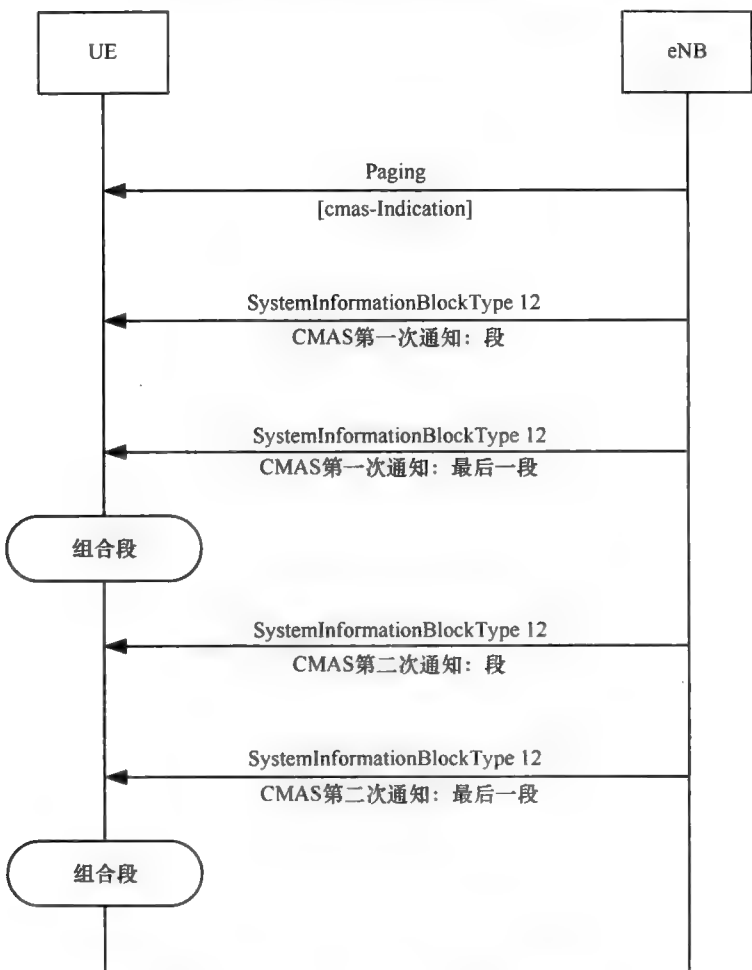 UE
eNB
Paging
[cmas-Indication]
SystemInformationBlockType 12
CMAS第一次通知：段
SystemInformationBlockType 12
CMAS第一次通知：最后一段
组合段
SystemInformationBlockType 12
CMAS第二次通知：段
SystemInformationBlockType 12
CMAS第二次通知：最后一段
组合段